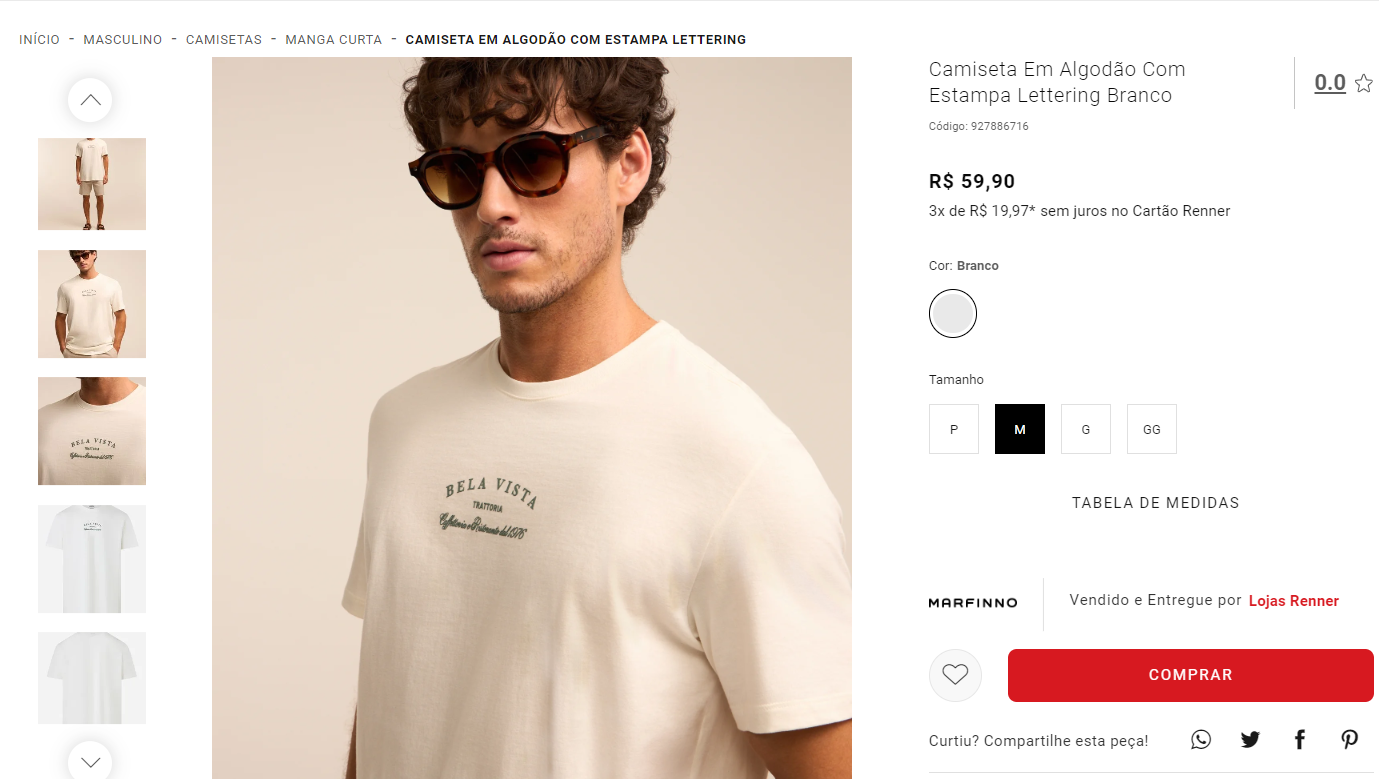 INÍCIO - MASCULINO - CAMISETAS - MANGA CURTA - CAMISETA EM ALGODÃO COM ESTAMPA LETTERING
Camiseta Em Algodão Com
Estampa Lettering Branco
0.0
Código: 927886716
R$ 59,90
3x de R$ 19,97* sem juros no Cartão Renner
Cor: Branco
Tamanho
P M G GG
TABELA DE MEDIDAS
MARFINNO
Vendido e Entregue por Lojas Renner
COMPRAR
Curtiu? Compartilhe esta peça!
BELA VISTA
TRATTORIA
Caffetteria e Ristorante dal 1976
BELA VISTA